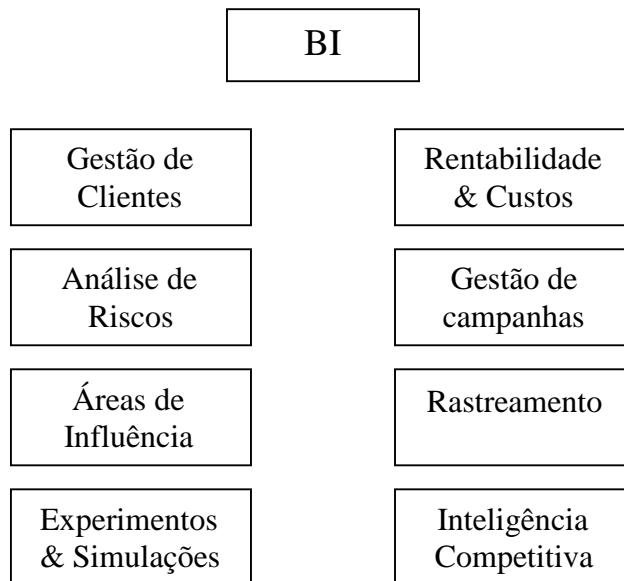 BI
Gestão de
Clientes
Rentabilidade
& Custos
Análise de
Riscos
Gestão de
campanhas
Áreas de
Influência
Rastreamento
Experimentos
& Simulações
Inteligência
Competitiva